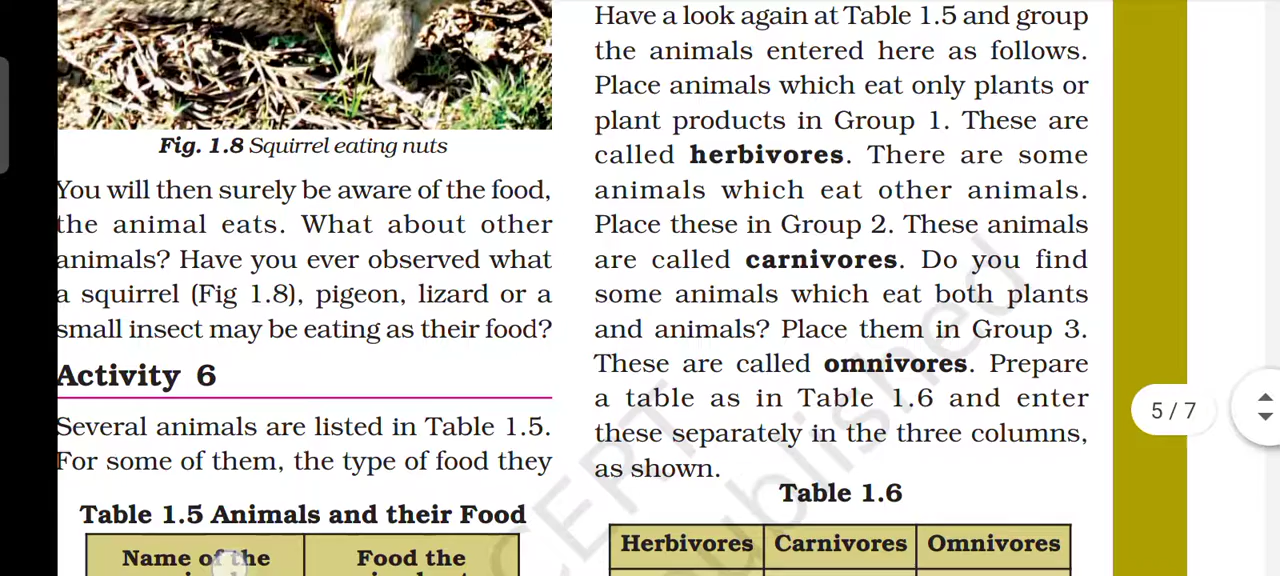 Fig. 1.8 Squirrel eating nuts
You will then surely be aware of the food,
the animal eats. What about other
animals? Have you ever observed what
a squirrel (Fig 1.8), pigeon, lizard or a
small insect may be eating as their food?
Activity 6
Several animals are listed in Table 1.5.
For some of them, the type of food they
Table 1.5 Animals and their Food
Name of the
Food the
Have a look again at Table 1.5 and group
the animals entered here as follows.
Place animals which eat only plants or
plant products in Group 1. These are
called herbivores. There are some
animals which eat other animals.
Place these in Group 2. These animals
are called carnivores. Do you find
some animals which eat both plants
and animals? Place them in Group 3.
These are called omnivores. Prepare
a table as in Table 1.6 and enter
these separately in the three columns,
as shown.
Table 1.6
Herbivores Carnivores Omnivores
5 / 7